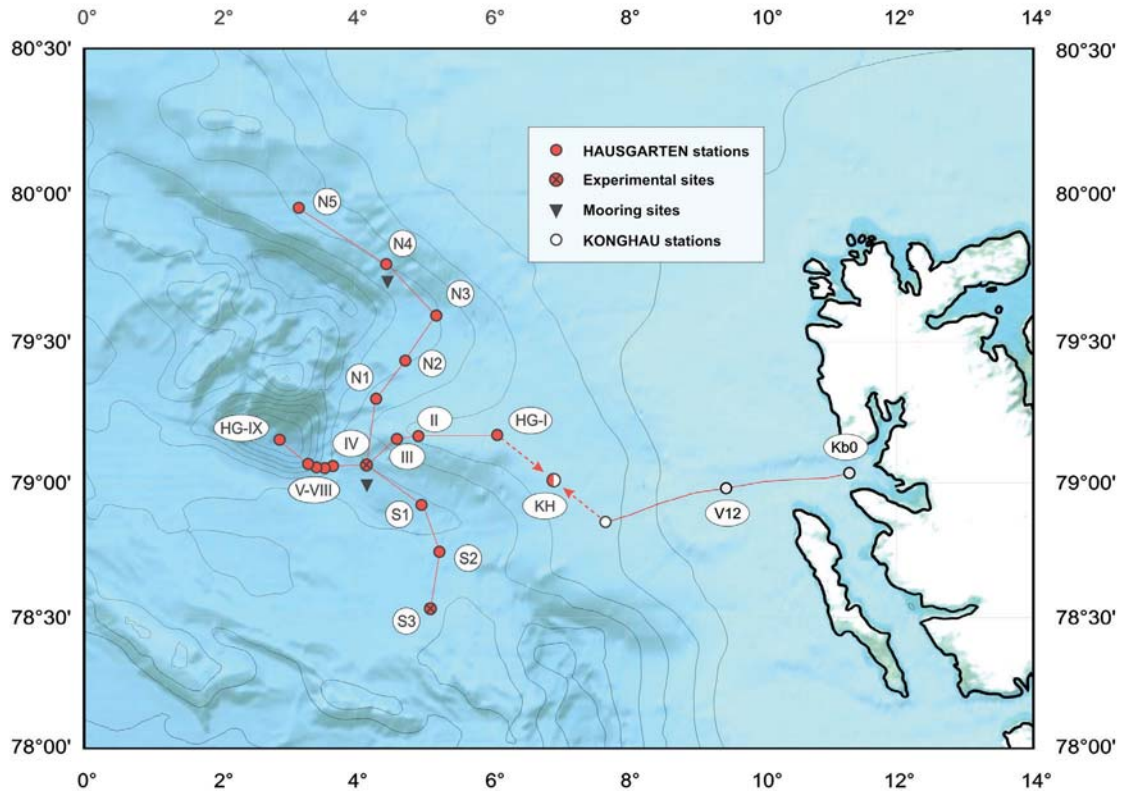 0° 2° 4° 6° 8° 10° 12° 14°
80°30' 80°30'
HAUSGARTEN stations
Experimental sites
Mooring sites
KONGHAU stations
80°00' 80°00'
N5
N4
N3
79°30' 79°30'
N2
N1
HG-IX IV II HG-I
III
Kb0
79°00' 79°00'
V-VIII
KH
V12
S1
S2
S3
78°30' 78°30'
78°00' 78°00'
0° 2° 4° 6° 8° 10° 12° 14°